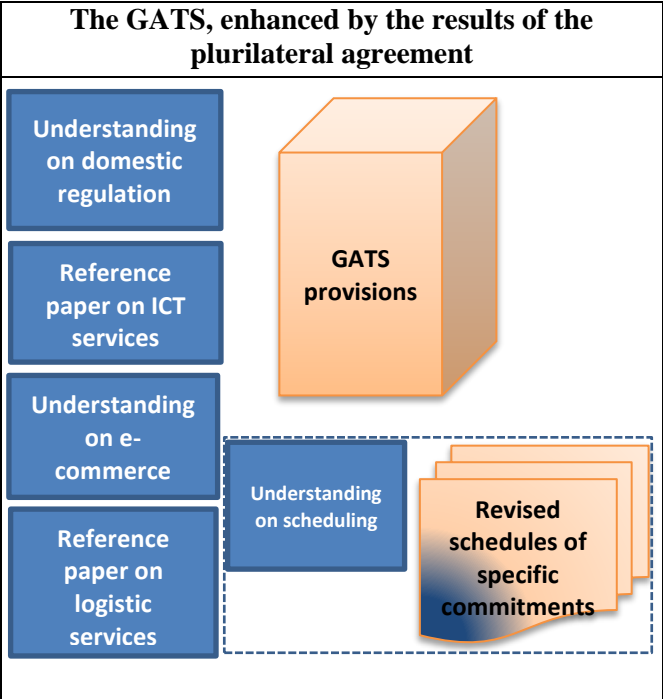 The GATS, enhanced by the results of the
plurilateral agreement
Understanding
on domestic
regulation
Reference
paper on ICT
services
Understanding
on e-
commerce
Reference
paper on
logistic
services
GATS
provisions
Understanding
on scheduling
Revised
schedules of
specific
commitments